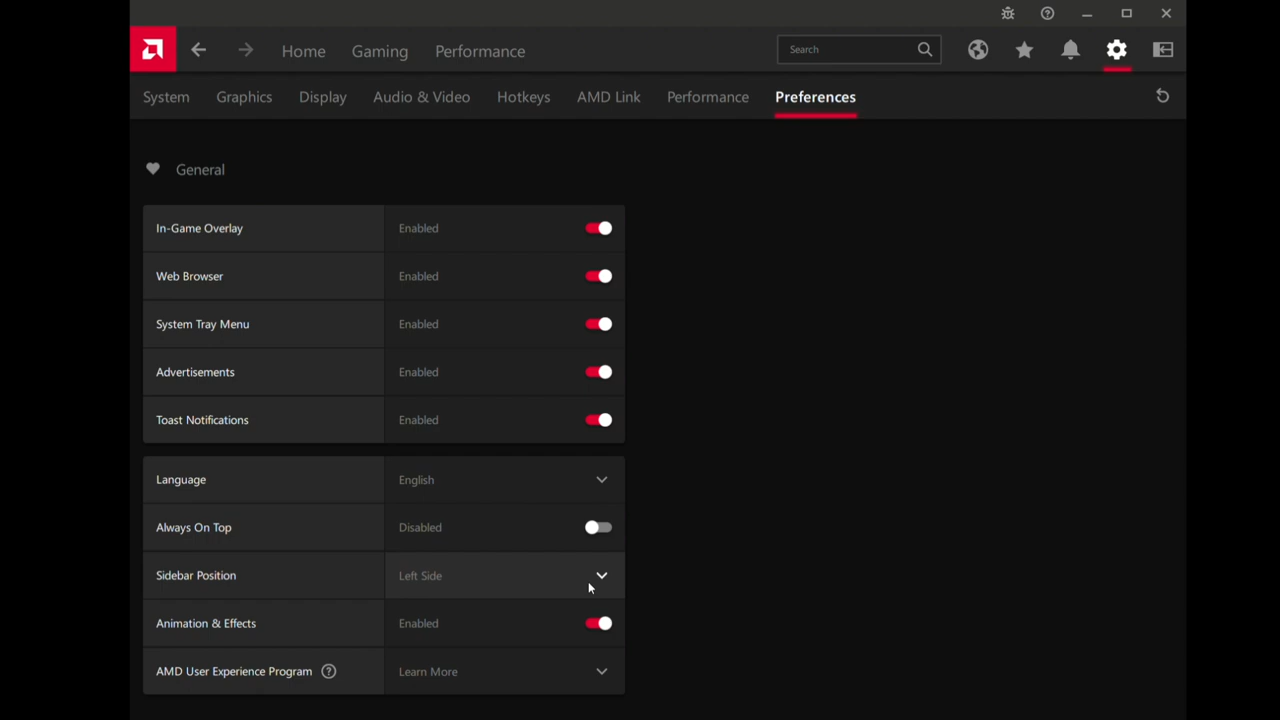 Home Gaming Performance Search
System Graphics Display Audio & Video Hotkeys AMD Link Performance Preferences
General
In-Game Overlay Enabled
Web Browser Enabled
System Tray Menu Enabled
Advertisements Enabled
Toast Notifications Enabled
Language English
Always On Top Disabled
Sidebar Position Left Side
Animation & Effects Enabled
AMD User Experience Program ? Learn More